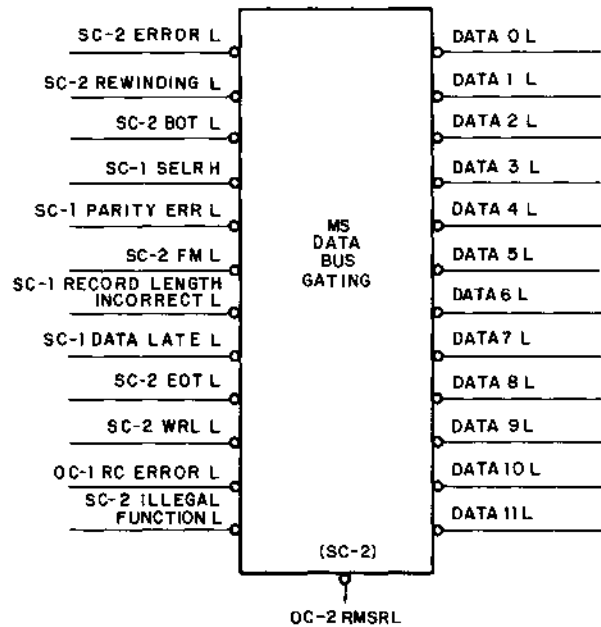 SC-2 ERROR L
SC-2 REWINDING L
SC-2 BOT L
SC-1 SELR H
SC-1 PARITY ERR L
SC-2 FM L
SC-1 RECORD LENGTH
INCORRECT L
SC-1 DATA LATE L
SC-2 EOT L
SC-2 WRL L
OC-1 RC ERROR L
SC-2 ILLEGAL
FUNCTION L
MS
DATA
BUS
GATING
(SC-2)
DATA 0 L
DATA 1 L
DATA 2 L
DATA 3 L
DATA 4 L
DATA 5 L
DATA 6 L
DATA 7 L
DATA 8 L
DATA 9 L
DATA 10 L
DATA 11 L
OC-2 RMSRL